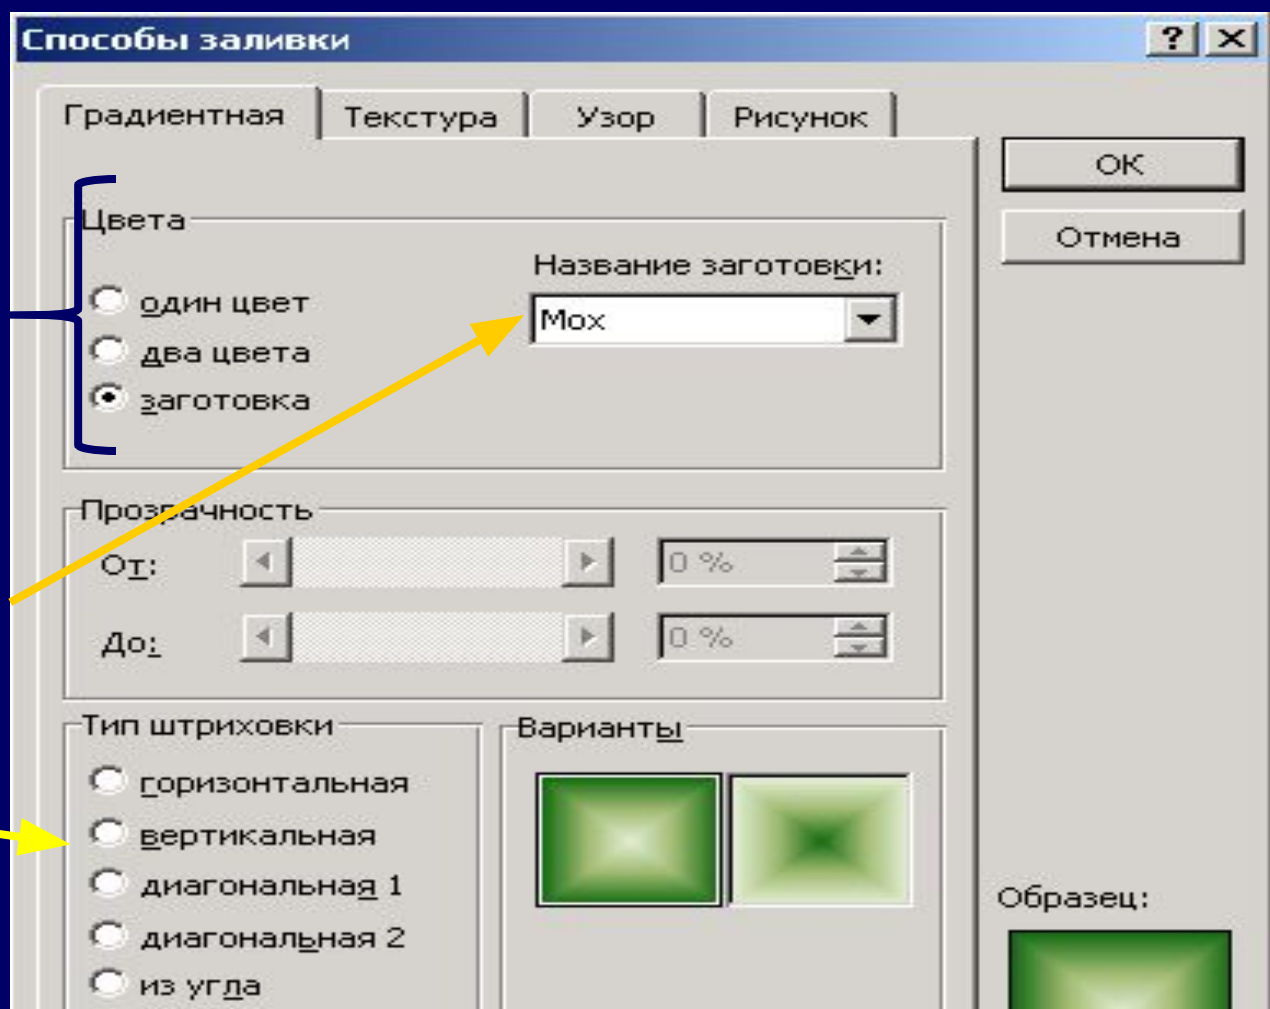 Способы заливки
Градиентная Текстура Узор Рисунок
OK
Отмена
Цвета
Название заготовки:
один цвет
Мох
два цвета
заготовка
Прозрачность
От: 0 %
До: 0 %
Тип штриховки
Варианты
горизонтальная
вертикальная
диагональная 1
диагональная 2
из угла
Образец: